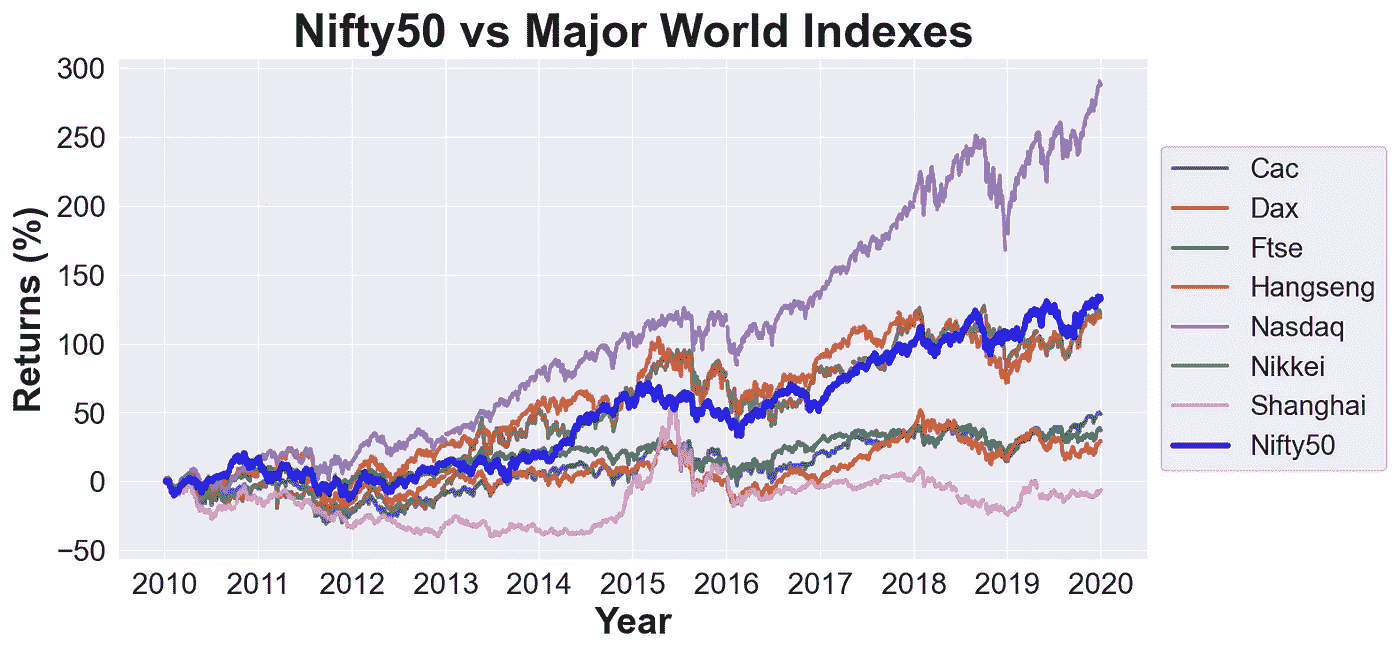 Nifty50 vs Major World Indexes
300
250
200
150
100
50
0
−50
Returns (%)
2010 2011 2012 2013 2014 2015 2016 2017 2018 2019 2020
Year
Cac
Dax
Ftse
Hangseng
Nasdaq
Nikkei
Shanghai
Nifty50